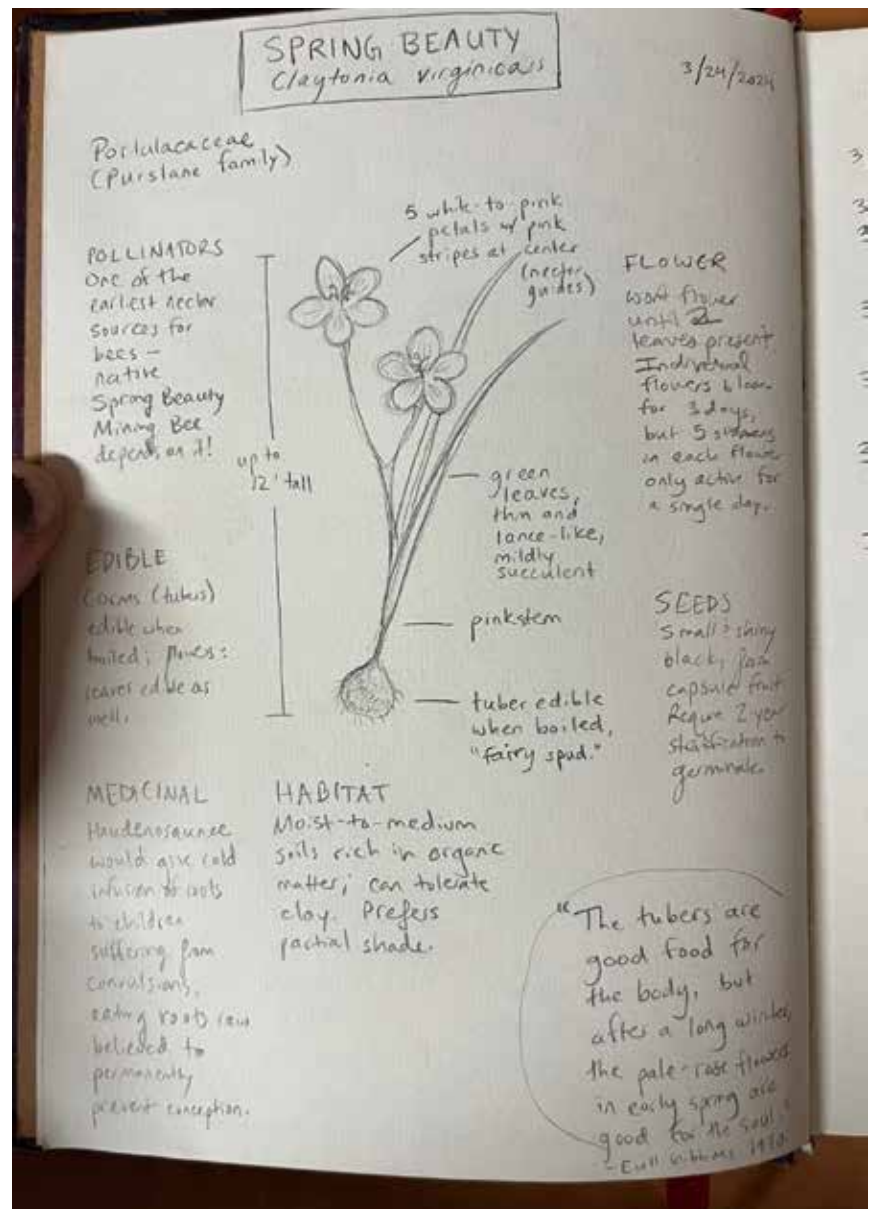 SPRING BEAUTY
Claytonia virginicais
3/24/2024
Portulacaceae
(Purslane family)
5 white-to-pink
petals w/ pink
stripes at center
(nectar
guides)
POLLINATORS
One of the
earliest nectar
sources for
bees –
native
Spring Beauty
Mining Bee
depends on it!
up to
12" tall
FLOWER
won't flower
until 2
leaves present.
Individual
flowers bloom
for 3 days,
but 5 stamens
in each flower
only active for
a single day.
green
leaves,
thin and
lance-like,
mildly
succulent
pink stem
tuber edible
when boiled,
"fairy spud."
EDIBLE
Corms (tubers)
edible when
boiled; flowers &
leaves edible as
well.
SEEDS
Small & shiny
black, from
capsule fruit.
Require 2-year
stratification to
germinate.
MEDICINAL
Haudenosaunee
would give cold
infusion of roots
to children
suffering from
convulsions,
eating roots raw
believed to
permanently
prevent conception.
HABITAT
Moist-to-medium
soils rich in organic
matter; can tolerate
clay. Prefers
partial shade.
"The tubers are
good food for
the body, but
after a long winter,
the pale-rose flowers
in early spring are
good for the soul."
- Euell Gibbons